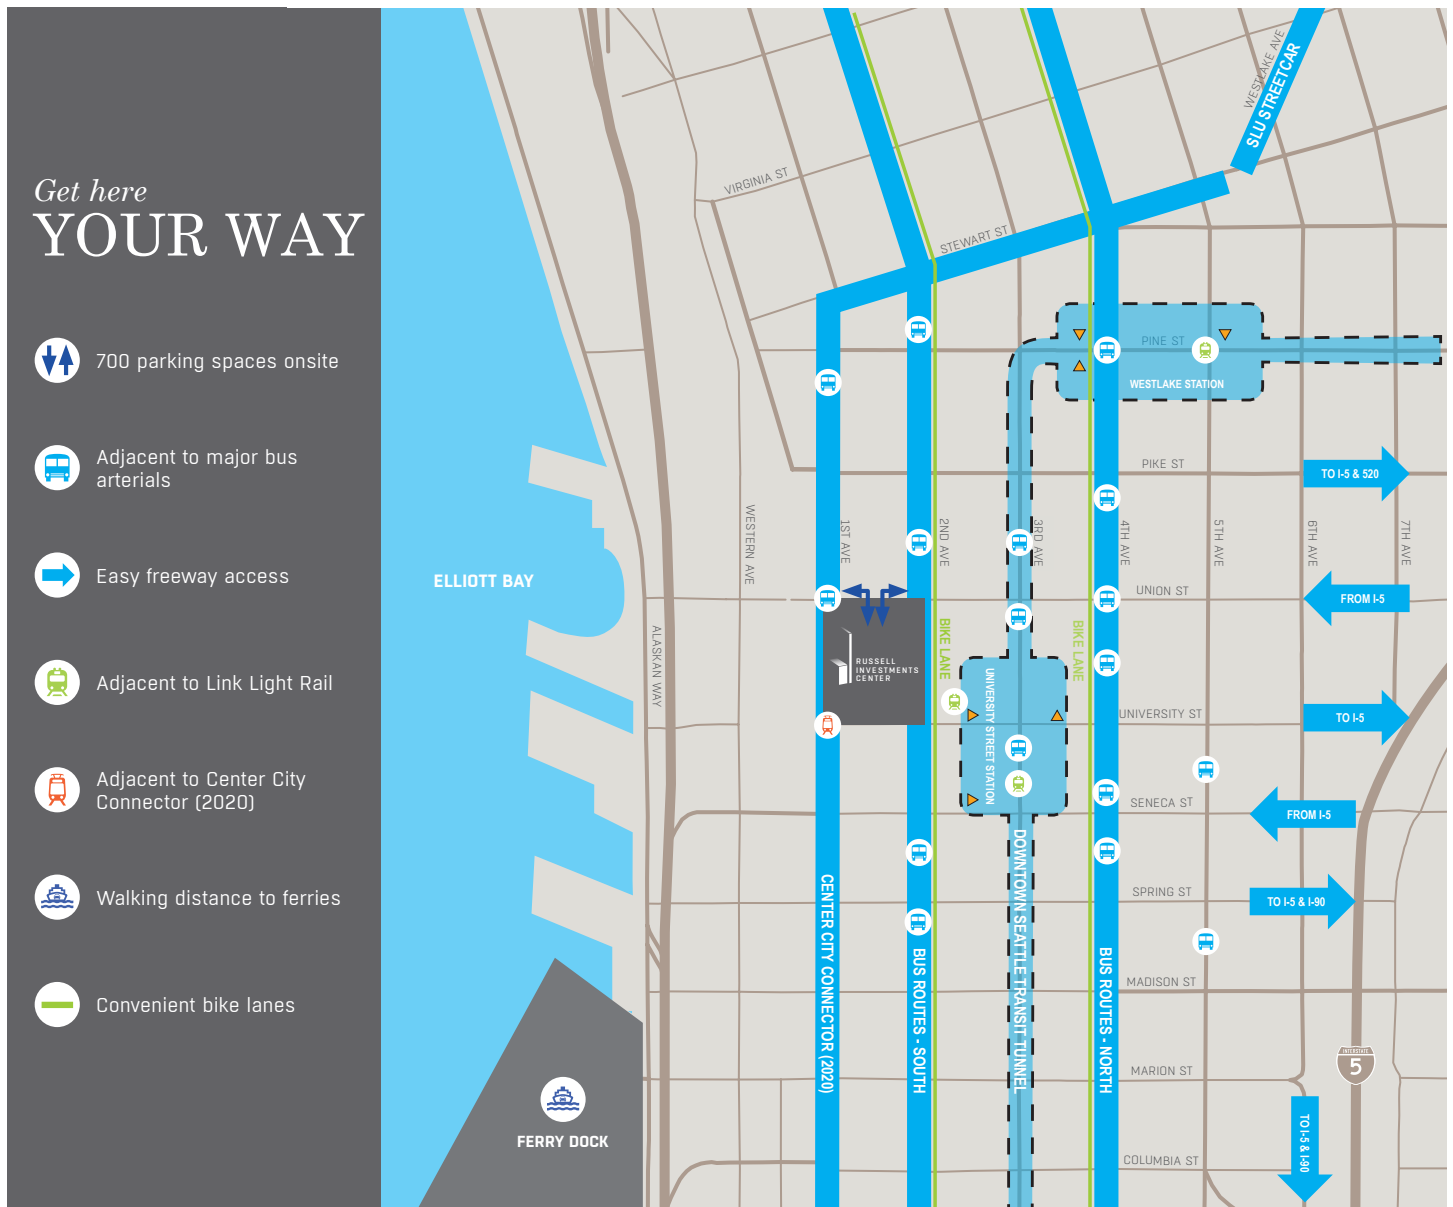 Get here
YOUR WAY
700 parking spaces onsite
Adjacent to major bus
arterials
Easy freeway access
Adjacent to Link Light Rail
Adjacent to Center City
Connector (2020)
Walking distance to ferries
Convenient bike lanes
WESTLAKE AVE
SLU STREETCAR
VIRGINIA ST
STEWART ST
PINE ST
WESTLAKE STATION
PIKE ST
TO I-5 & 520
WESTERN AVE
1ST AVE
2ND AVE
3RD AVE
4TH AVE
5TH AVE
6TH AVE
7TH AVE
ELLIOTT BAY
UNION ST
FROM I-5
ALASKAN WAY
RUSSELL
INVESTMENTS
CENTER
BIKE LANE
BIKE LANE
UNIVERSITY STREET STATION
UNIVERSITY ST
TO I-5
SENECA ST
FROM I-5
SPRING ST
TO I-5 & I-90
CENTER CITY CONNECTOR (2020)
BUS ROUTES - SOUTH
DOWNTOWN SEATTLE TRANSIT TUNNEL
BUS ROUTES - NORTH
MADISON ST
INTERSTATE
5
MARION ST
TO I-5 & I-90
FERRY DOCK
COLUMBIA ST